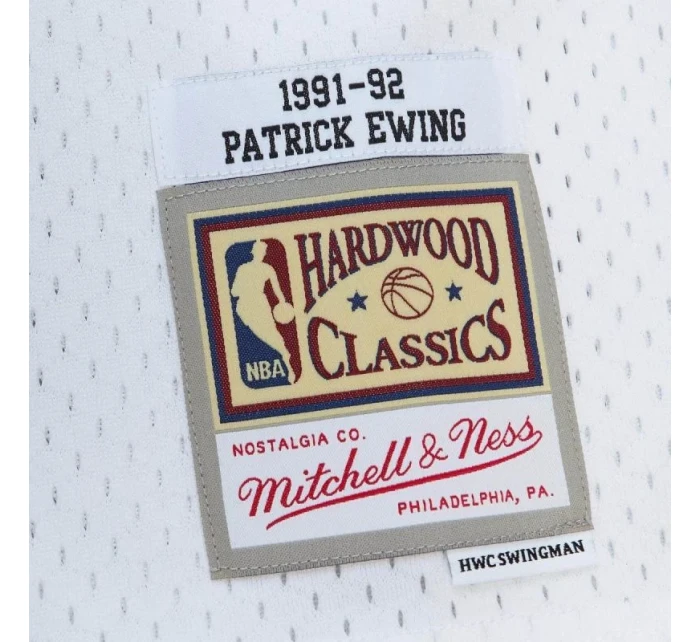 1991-92
PATRICK EWING
HARDWOOD
CLASSICS
NBA
NOSTALGIA CO.
Mitchell & Ness
PHILADELPHIA, PA.
HWC SWINGMAN